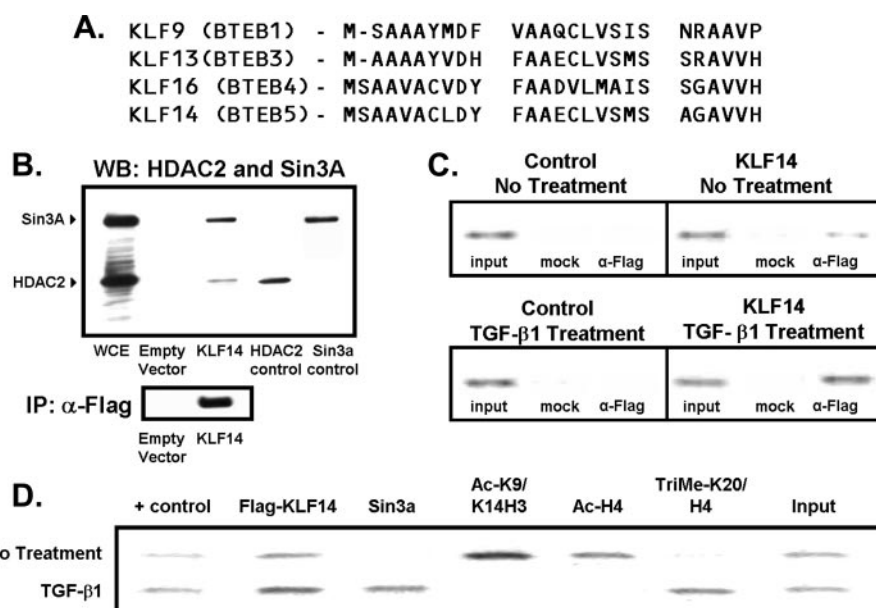 A.
KLF9 (BTEB1) - M-SAAAYMDF VAAQCLVSIS NRAAVP
KLF13(BTEB3) - M-AAAAYVDH FAAECLVSMS SRAVVH
KLF16 (BTEB4)- MSAAVACVDY FAADVLMAIS SGAVVH
KLF14 (BTEB5)- MSAAVACLDY FAAECLVSMS AGAVVH
B.
WB: HDAC2 and Sin3A
Sin3A
HDAC2
WCE Empty Vector KLF14 HDAC2 control Sin3a control
IP: α-Flag
Empty Vector KLF14
C.
Control No Treatment
KLF14 No Treatment
input mock α-Flag input mock α-Flag
Control TGF-β1 Treatment
KLF14 TGF- β1 Treatment
input mock α-Flag input mock α-Flag
D.
+ control Flag-KLF14 Sin3a Ac-K9/ K14H3 Ac-H4 TriMe-K20/ H4 Input
o Treatment
TGF-β1